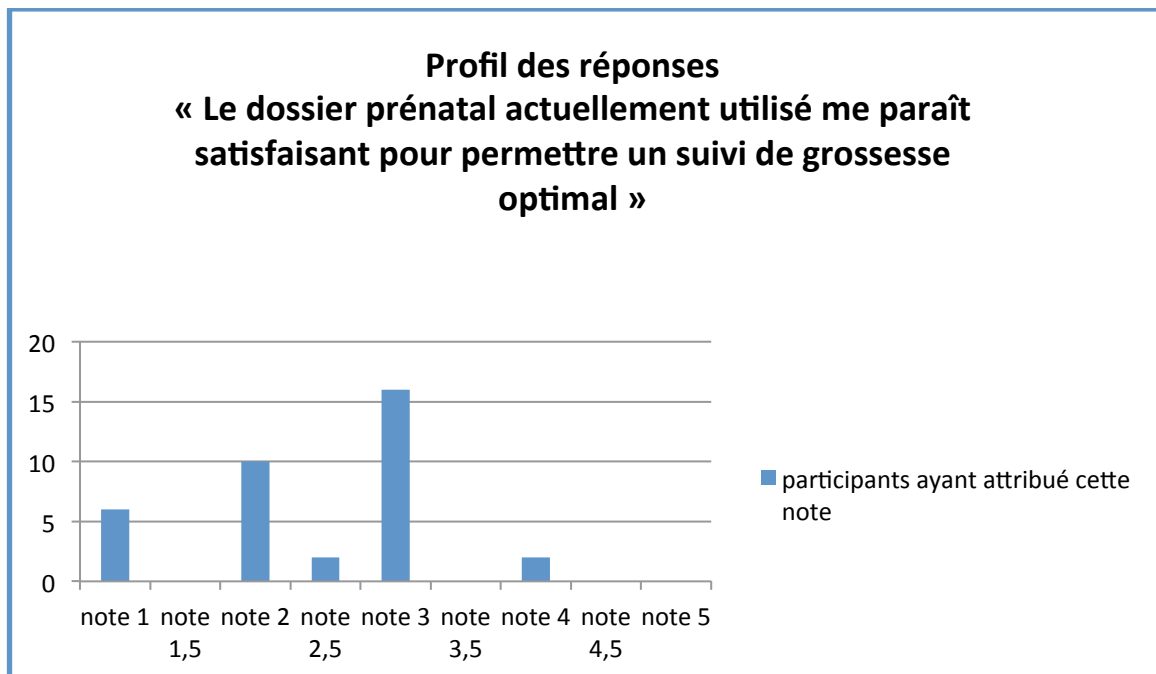 Profil des réponses
« Le dossier prénatal actuellement utilisé me paraît
satisfaisant pour permettre un suivi de grossesse
optimal »
20
15
10
5
0
note 1 note 1,5 note 2 note 2,5 note 3 note 3,5 note 4 note 4,5 note 5
participants ayant attribué cette
note